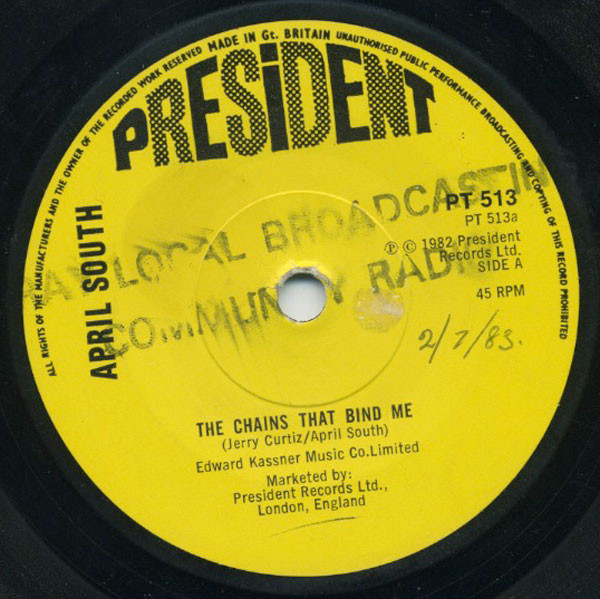 ALL RIGHTS OF THE MANUFACTURERS AND THE OWNER OF THE RECORDED WORK RESERVED MADE IN Gt. BRITAIN UNAUTHORISED PUBLIC PERFORMANCE BROADCASTING AND COPYING OF THIS RECORD PROHIBITED
PRESiDENT
APRIL SOUTH
LOCAL BROADCASTIN
COMMUNITY RADIO
PT 513
PT 513a
℗ © 1982 President
Records Ltd.
SIDE A
45 RPM
2/7/83.
THE CHAINS THAT BIND ME
(Jerry Curtiz/April South)
Edward Kassner Music Co.Limited
Marketed by:
President Records Ltd.,
London, England